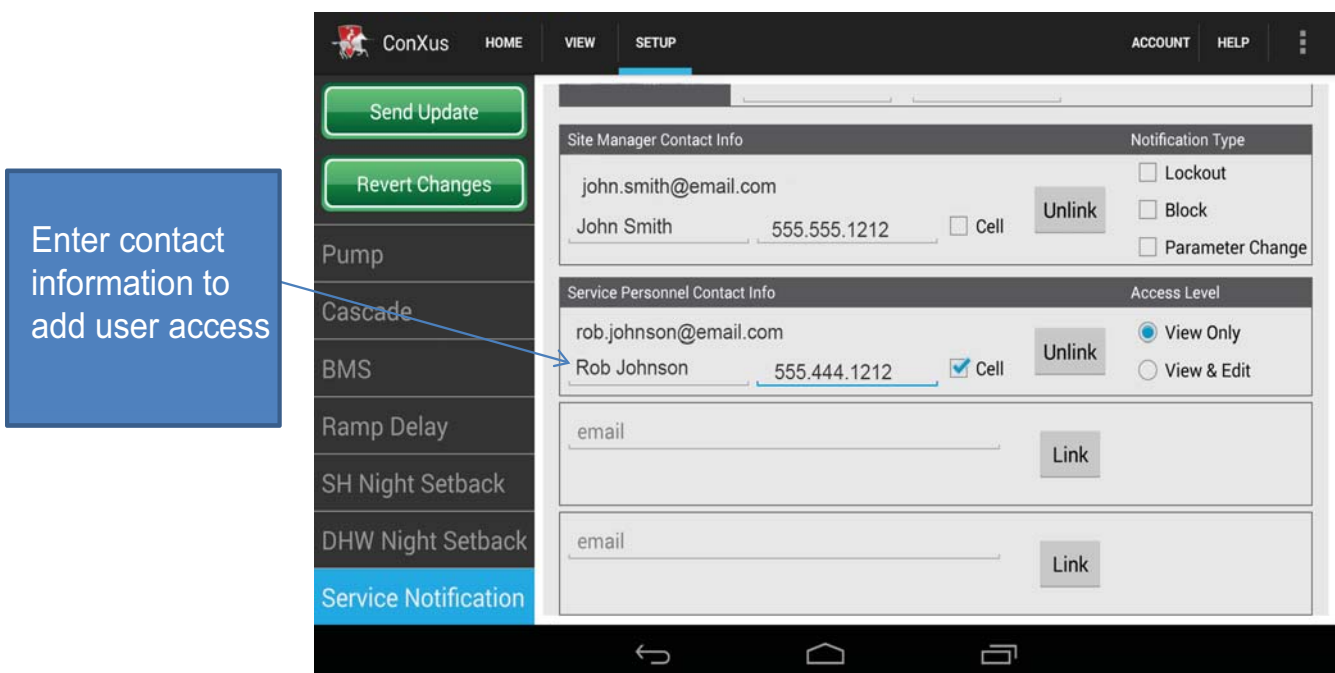 ConXus HOME VIEW SETUP ACCOUNT HELP
Send Update
Revert Changes
Pump
Cascade
BMS
Ramp Delay
SH Night Setback
DHW Night Setback
Service Notification
Enter contact
information to
add user access
Site Manager Contact Info Notification Type
john.smith@email.com
John Smith 555.555.1212 Cell Unlink
Lockout
Block
Parameter Change
Service Personnel Contact Info Access Level
rob.johnson@email.com
Rob Johnson 555.444.1212 Cell Unlink
View Only
View & Edit
email
Link
email
Link